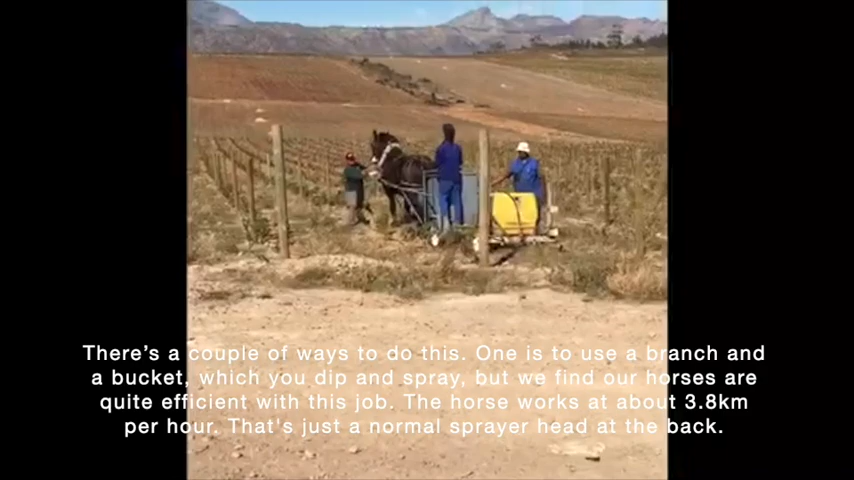 There's a couple of ways to do this. One is to use a branch and
a bucket, which you dip and spray, but we find our horses are
quite efficient with this job. The horse works at about 3.8km
per hour. That's just a normal sprayer head at the back.